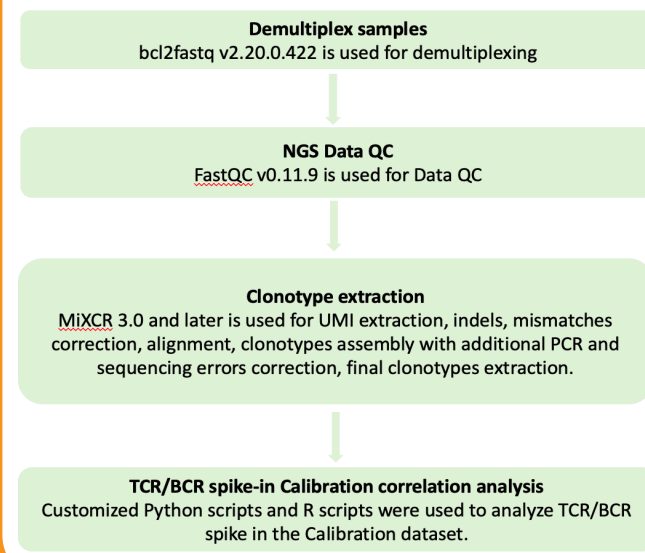 Demultiplex samples
bcl2fastq v2.20.0.422 is used for demultiplexing
NGS Data QC
FastQC v0.11.9 is used for Data QC
Clonotype extraction
MiXCR 3.0 and later is used for UMI extraction, indels, mismatches
correction, alignment, clonotypes assembly with additional PCR and
sequencing errors correction, final clonotypes extraction.
TCR/BCR spike-in Calibration correlation analysis
Customized Python scripts and R scripts were used to analyze TCR/BCR
spike in the Calibration dataset.